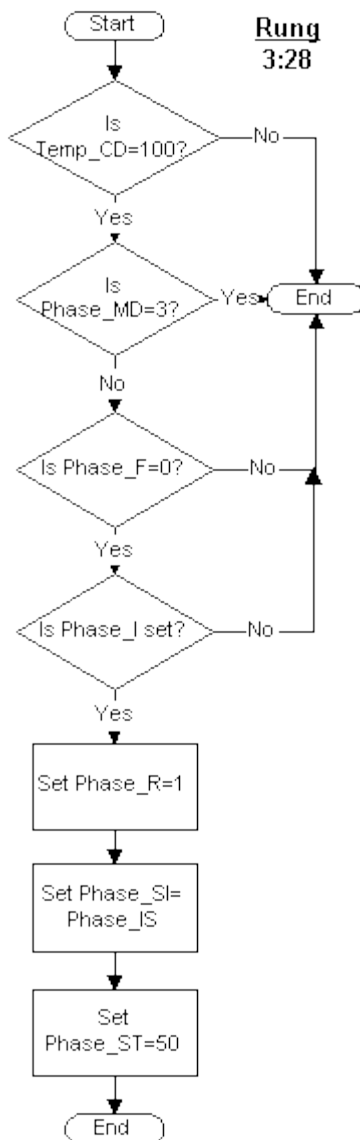 Start
Rung
3:28
Is
Temp_CD=100?
No
Yes
Is
Phase_MD=3?
Yes
End
No
Is Phase_F=0?
No
Yes
Is Phase_I set?
No
Yes
Set Phase_R=1
Set Phase_SI=
Phase_IS
Set
Phase_ST=50
End